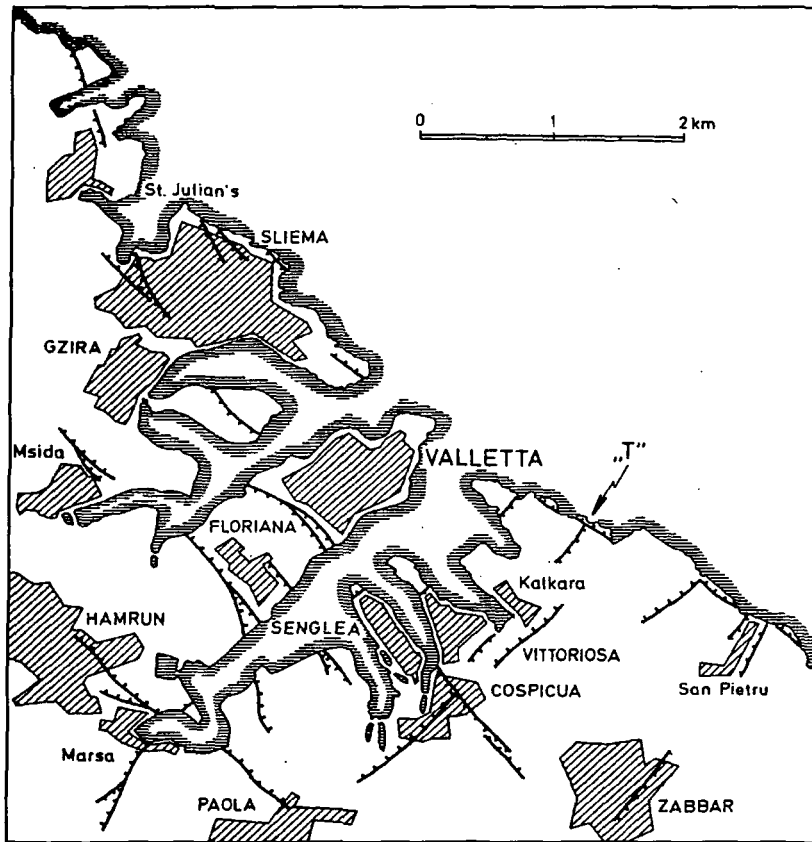 0 1 2 km
St. Julian's
SLIEMA
GZIRA
Msida
VALLETTA
„T"
FLORIANA
Kalkara
HAMRUN
SENGLEA
VITTORIOSA
COSPICUA
San Pietru
Marsa
PAOLA
ZABBAR